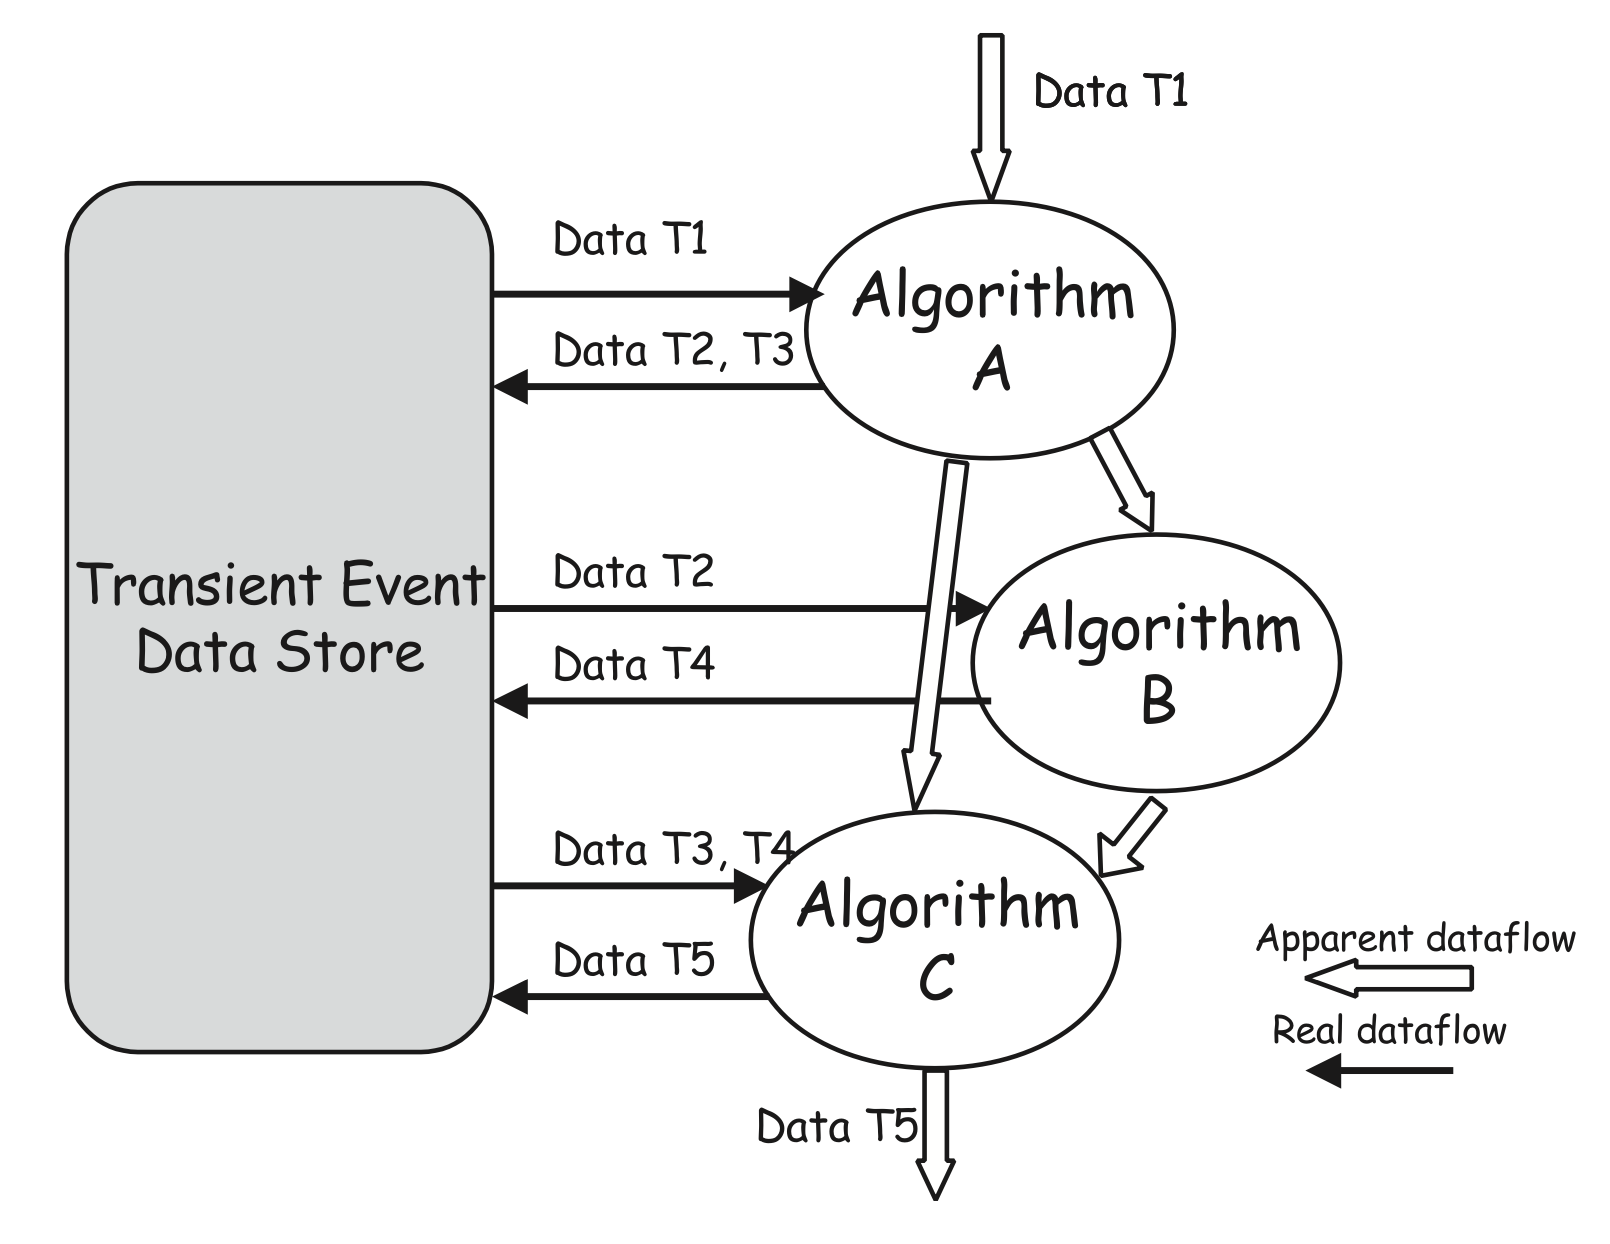 Data T1
Data T1
Algorithm
A
Data T2, T3
Transient Event
Data Store
Data T2
Algorithm
B
Data T4
Data T3, T4
Algorithm
C
Data T5
Apparent dataflow
Real dataflow
Data T5